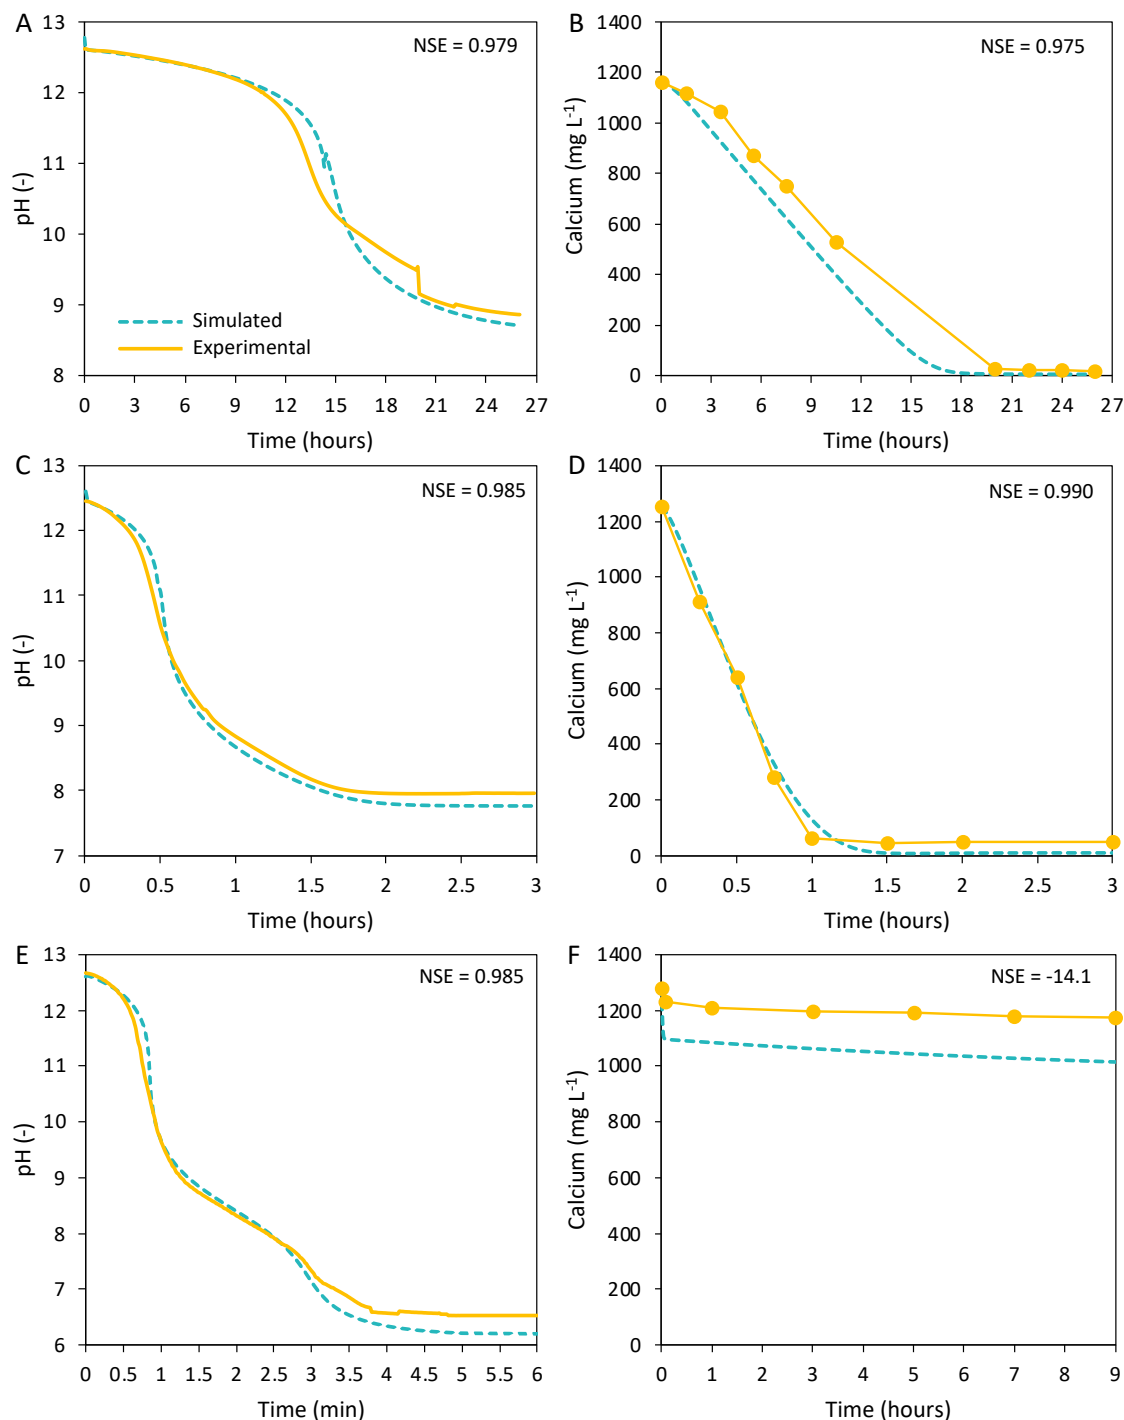 A
13
12
11
10
9
8
pH (-)
NSE = 0.979
Simulated
Experimental
0 3 6 9 12 15 18 21 24 27
Time (hours)
B
1400
1200
1000
800
600
400
200
0
Calcium (mg L-1)
NSE = 0.975
0 3 6 9 12 15 18 21 24 27
Time (hours)
C
13
12
11
10
9
8
7
pH (-)
NSE = 0.985
0 0.5 1 1.5 2 2.5 3
Time (hours)
D
1400
1200
1000
800
600
400
200
0
Calcium (mg L-1)
NSE = 0.990
0 0.5 1 1.5 2 2.5 3
Time (hours)
E
13
12
11
10
9
8
7
6
pH (-)
NSE = 0.985
0 0.5 1 1.5 2 2.5 3 3.5 4 4.5 5 5.5 6
Time (min)
F
1400
1200
1000
800
600
400
200
0
Calcium (mg L-1)
NSE = -14.1
0 1 2 3 4 5 6 7 8 9
Time (hours)